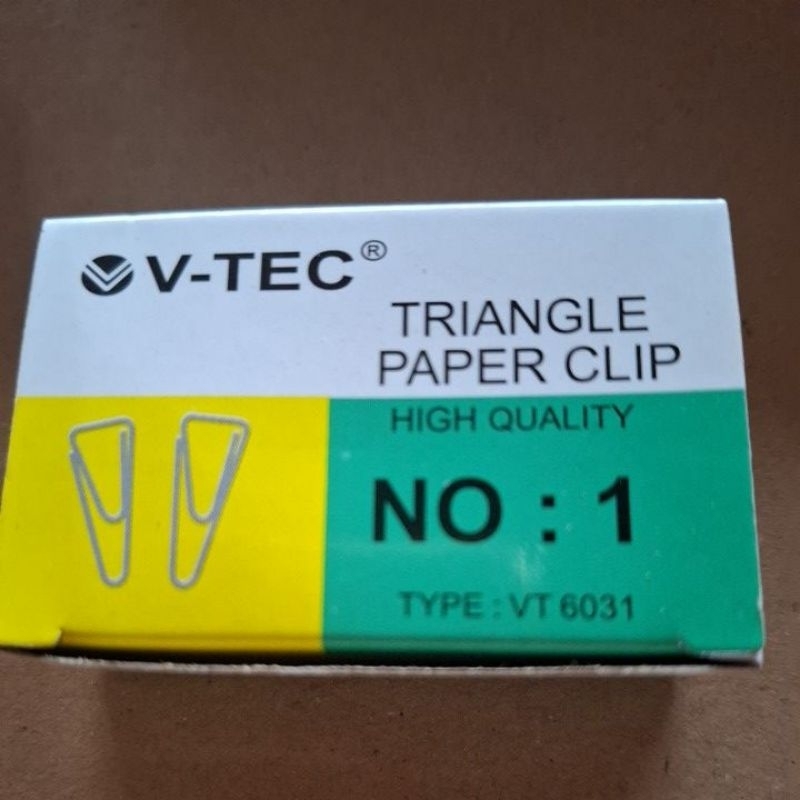 V-TEC®
TRIANGLE
PAPER CLIP
HIGH QUALITY
NO : 1
TYPE : VT 6031